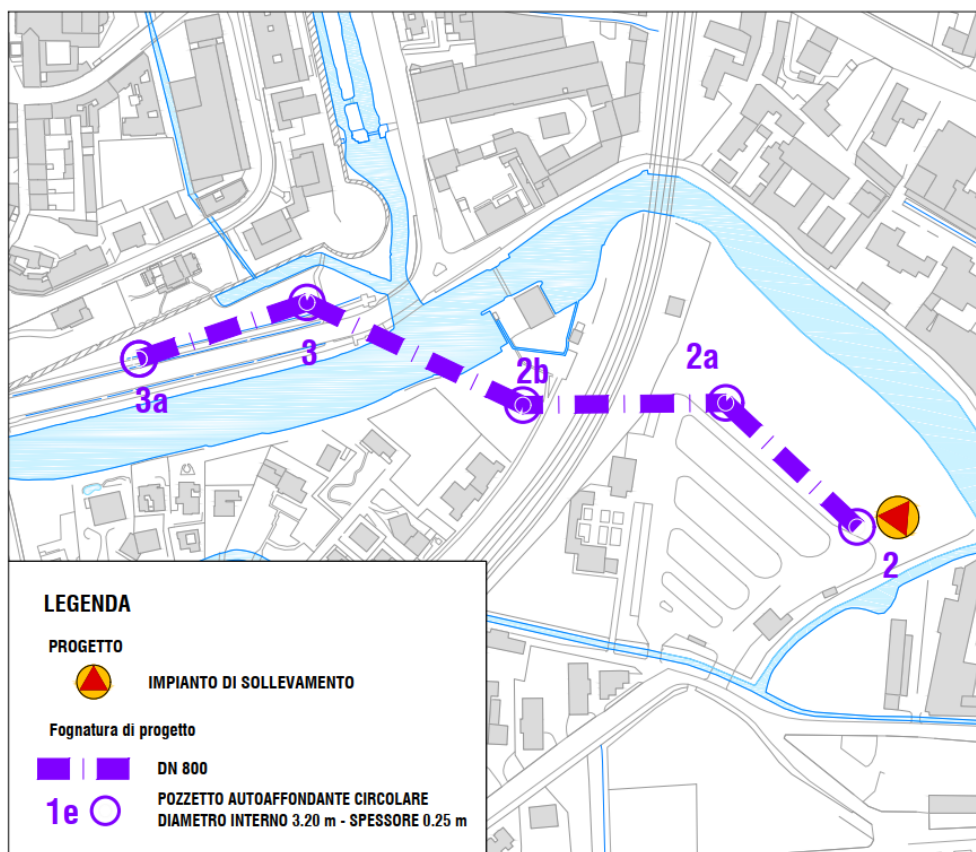 3
3a
2b
2a
2
LEGENDA
PROGETTO
IMPIANTO DI SOLLEVAMENTO
Fognatura di progetto
DN 800
1e
POZZETTO AUTOAFFONDANTE CIRCOLARE
DIAMETRO INTERNO 3.20 m - SPESSORE 0.25 m